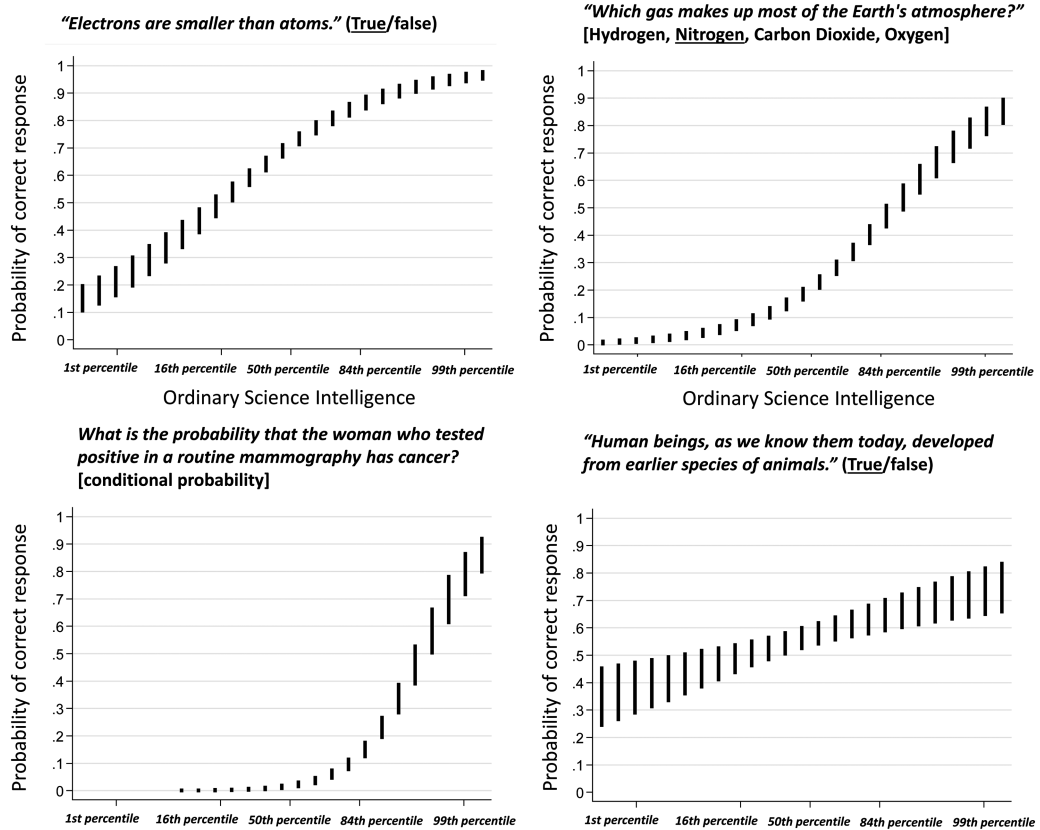 “Electrons are smaller than atoms.” (True/false)
Probability of correct response
1
.9
.8
.7
.6
.5
.4
.3
.2
.1
0
1st percentile 16th percentile 50th percentile 84th percentile 99th percentile
Ordinary Science Intelligence
“Which gas makes up most of the Earth's atmosphere?”
[Hydrogen, Nitrogen, Carbon Dioxide, Oxygen]
Probability of correct response
1
.9
.8
.7
.6
.5
.4
.3
.2
.1
0
1st percentile 16th percentile 50th percentile 84th percentile 99th percentile
Ordinary Science Intelligence
What is the probability that the woman who tested
positive in a routine mammography has cancer?
[conditional probability]
Probability of correct response
1
.9
.8
.7
.6
.5
.4
.3
.2
.1
0
1st percentile 16th percentile 50th percentile 84th percentile 99th percentile
“Human beings, as we know them today, developed
from earlier species of animals.” (True/false)
Probability of correct response
1
.9
.8
.7
.6
.5
.4
.3
.2
.1
0
1st percentile 16th percentile 50th percentile 84th percentile 99th percentile